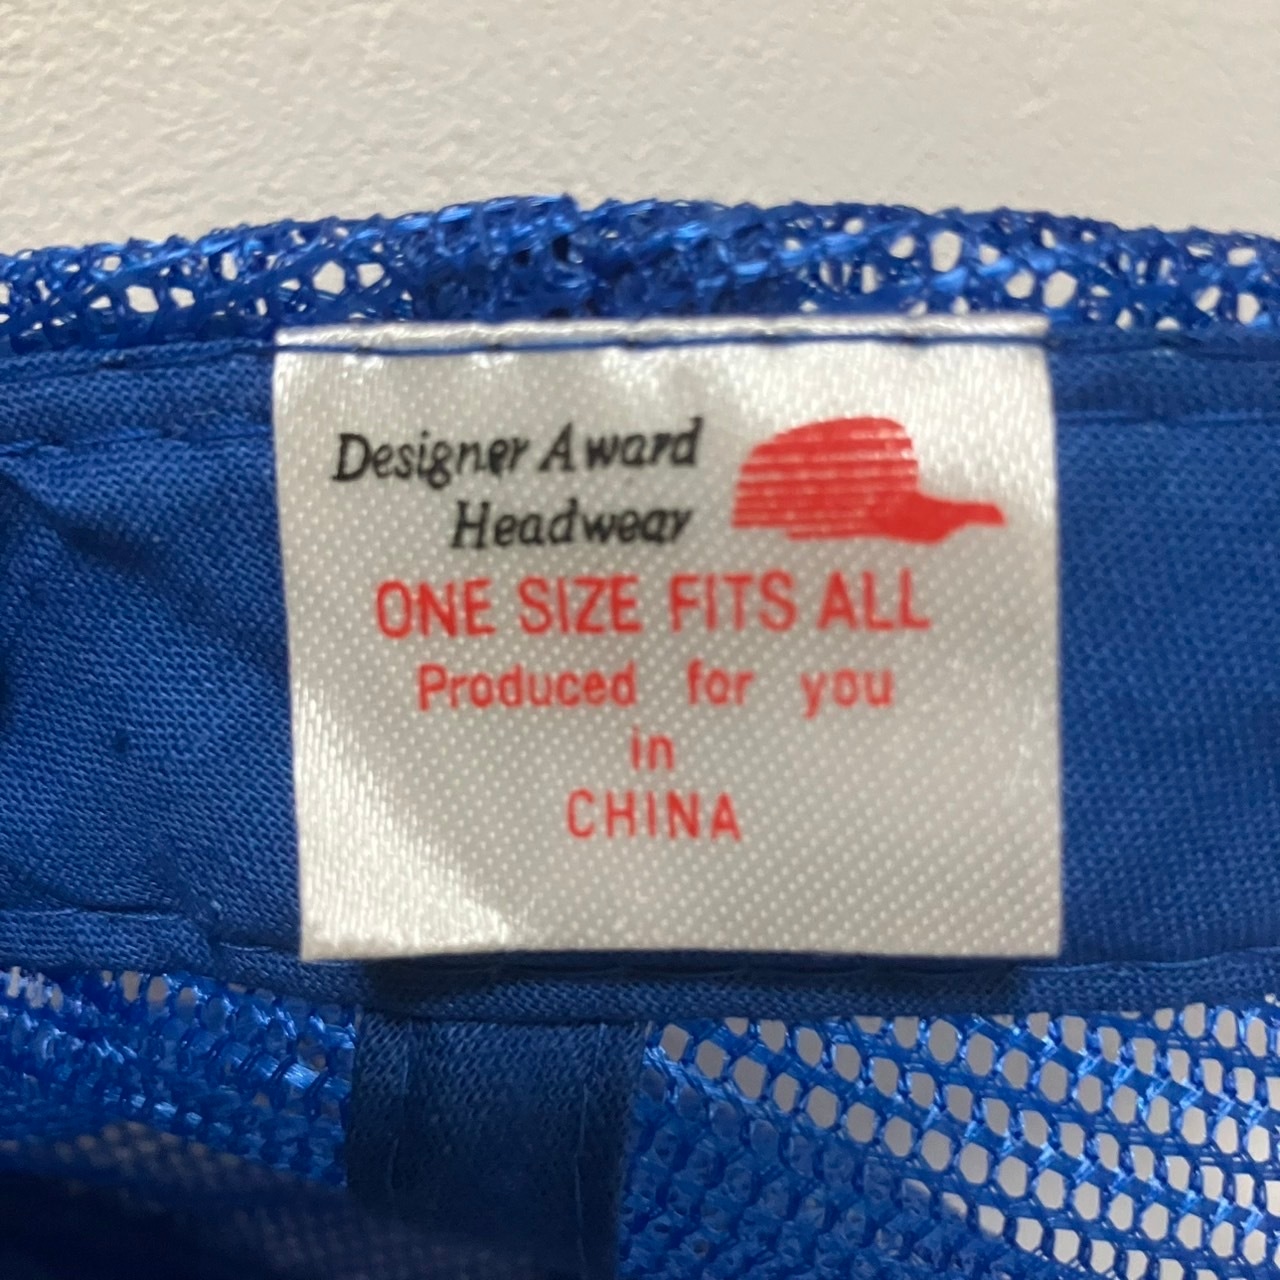 Designer Award
Headwear
ONE SIZE FITS ALL
Produced for you
in
CHINA